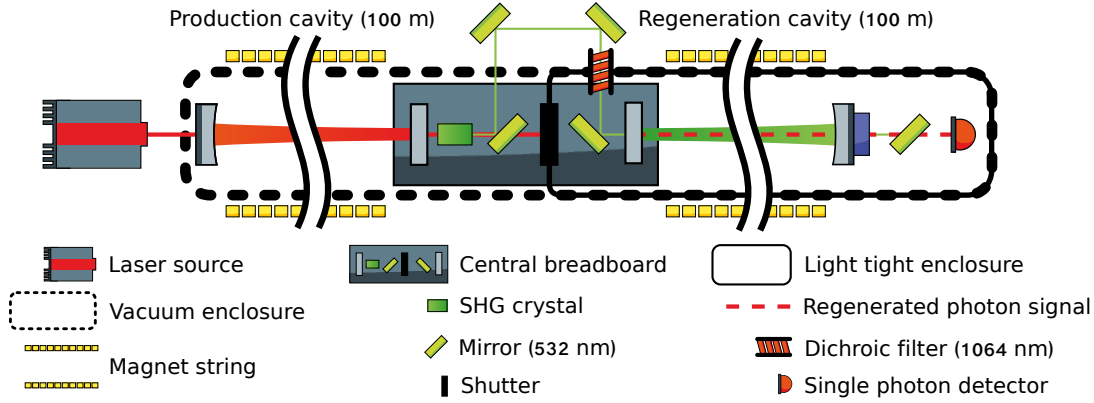 Production cavity (100 m)
Regeneration cavity (100 m)
Laser source
Central breadboard
Light tight enclosure
Vacuum enclosure
SHG crystal
Regenerated photon signal
Magnet string
Mirror (532 nm)
Dichroic filter (1064 nm)
Shutter
Single photon detector